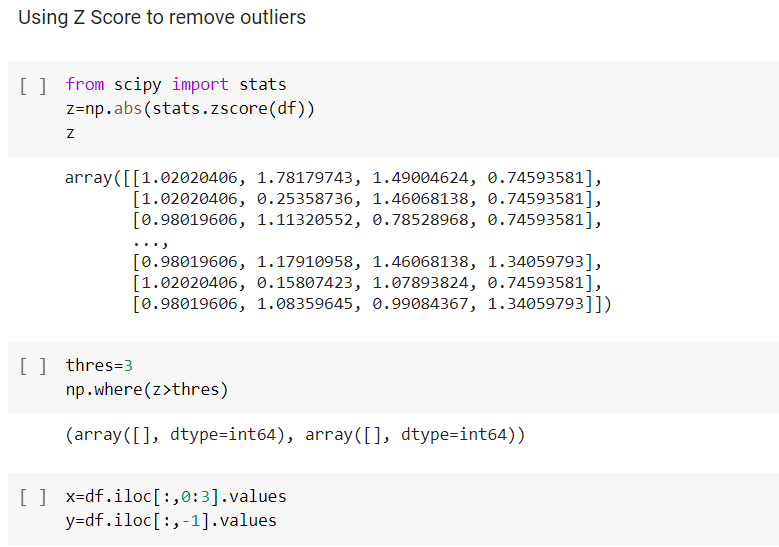 Using Z Score to remove outliers
[ ] from scipy import stats
z=np.abs(stats.zscore(df))
z
array([[1.02020406, 1.78179743, 1.49004624, 0.74593581],
[1.02020406, 0.25358736, 1.46068138, 0.74593581],
[0.98019606, 1.11320552, 0.78528968, 0.74593581],
...,
[0.98019606, 1.17910958, 1.46068138, 1.34059793],
[1.02020406, 0.15807423, 1.07893824, 0.74593581],
[0.98019606, 1.08359645, 0.99084367, 1.34059793]])
[ ] thres=3
np.where(z>thres)
(array([], dtype=int64), array([], dtype=int64))
[ ] x=df.iloc[:,0:3].values
y=df.iloc[:,-1].values